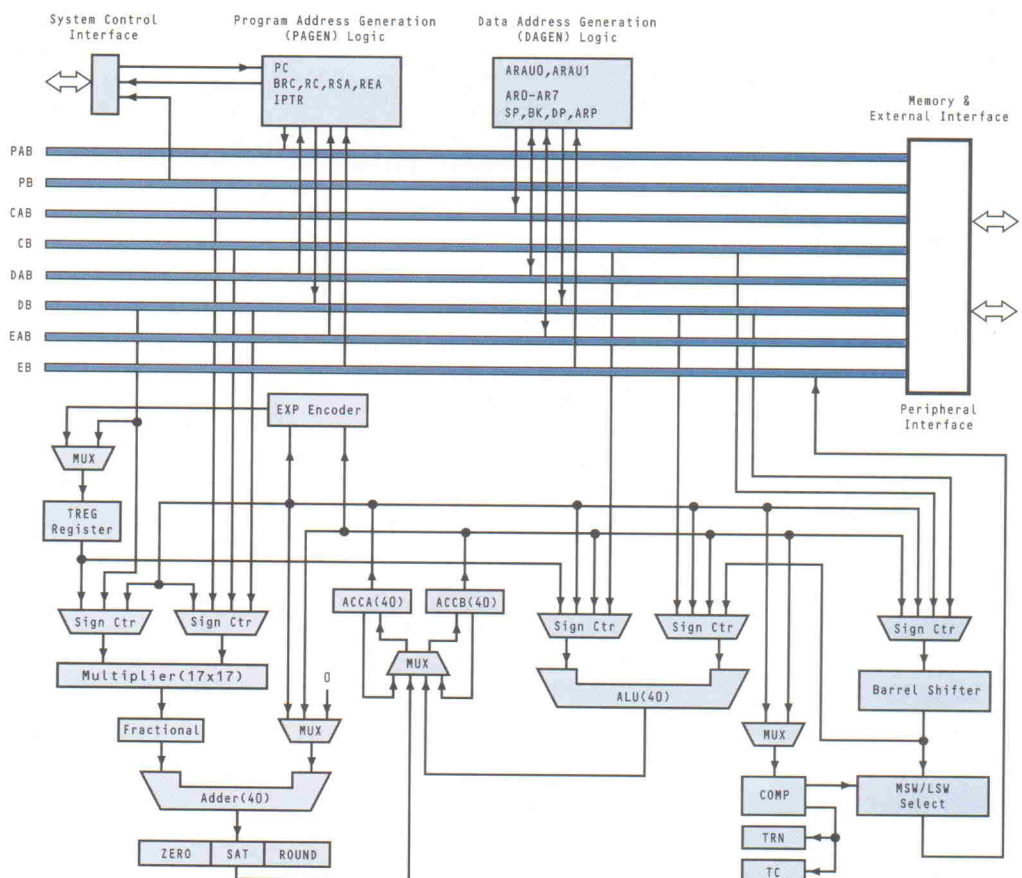 System Control
Interface
Program Address Generation
(PAGEN) Logic
Data Address Generation
(DAGEN) Logic
PC
BRC,RC,RSA,REA
IPTR
ARAU0,ARAU1
AR0-AR7
SP,BK,DP,ARP
Memory &
External Interface
PAB
PB
CAB
CB
DAB
DB
EAB
EB
Peripheral
Interface
EXP Encoder
MUX
TREG
Register
ACCA(40)
ACCB(40)
Sign Ctr
Sign Ctr
Sign Ctr
Sign Ctr
Sign Ctr
MUX
Multiplier(17x17)
0
ALU(40)
Barrel Shifter
Fractional
MUX
MUX
Adder(40)
COMP
MSW/LSW
Select
ZERO
SAT
ROUND
TRN
TC